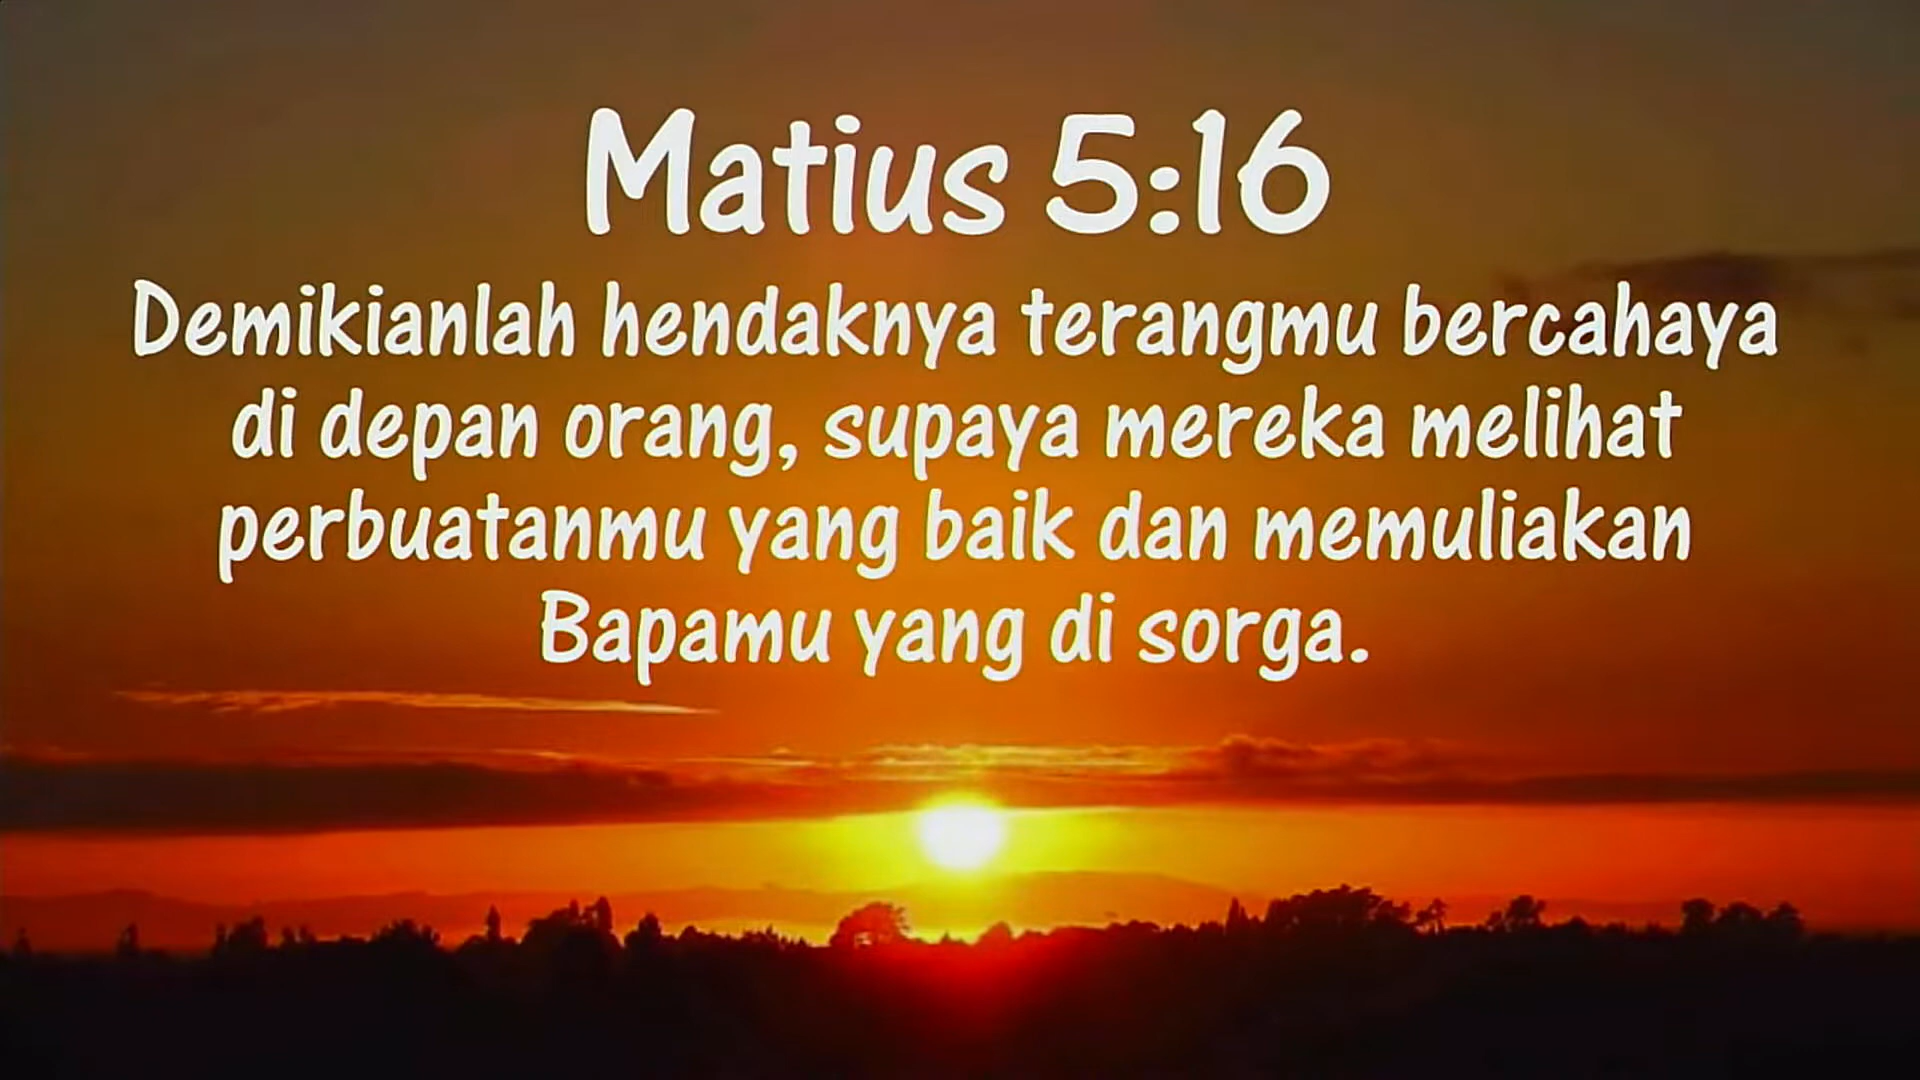 Matius 5:16
Demikianlah hendaknya terangmu bercahaya
di depan orang, supaya mereka melihat
perbuatanmu yang baik dan memuliakan
Bapamu yang di sorga.